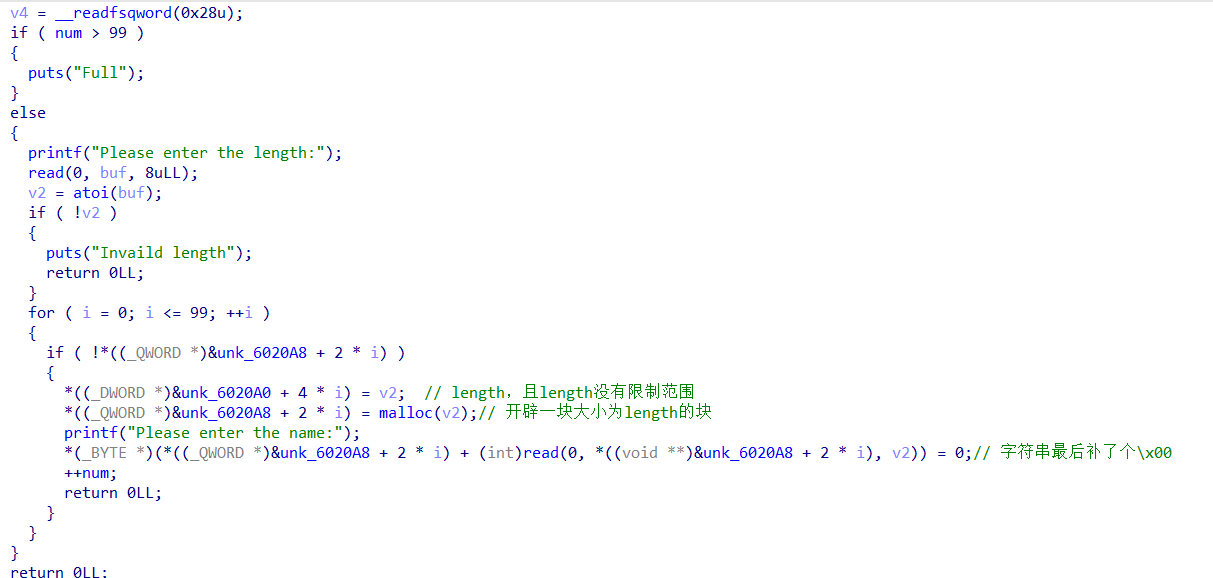 v4 = __readfsqword(0x28u);
if ( num > 99 )
{
  puts("Full");
}
else
{
  printf("Please enter the length:");
  read(0, buf, 8uLL);
  v2 = atoi(buf);
  if ( !v2 )
  {
    puts("Invaild length");
    return 0LL;
  }
  for ( i = 0; i <= 99; ++i )
  {
    if ( !*((_QWORD *)&unk_6020A8 + 2 * i) )
    {
      *((_DWORD *)&unk_6020A0 + 4 * i) = v2;  // length，且length没有限制范围
      *((_QWORD *)&unk_6020A8 + 2 * i) = malloc(v2);// 开辟一块大小为length的块
      printf("Please enter the name:");
      *(_BYTE *)(*((_QWORD *)&unk_6020A8 + 2 * i) + (int)read(0, *((void **)&unk_6020A8 + 2 * i), v2)) = 0;// 字符串最后补了个\x00
      ++num;
      return 0LL;
    }
  }
}
return 0LL;